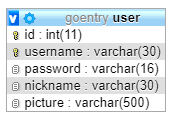 goentry user
id : int(11)
username : varchar(30)
password : varchar(16)
nickname : varchar(30)
picture : varchar(500)